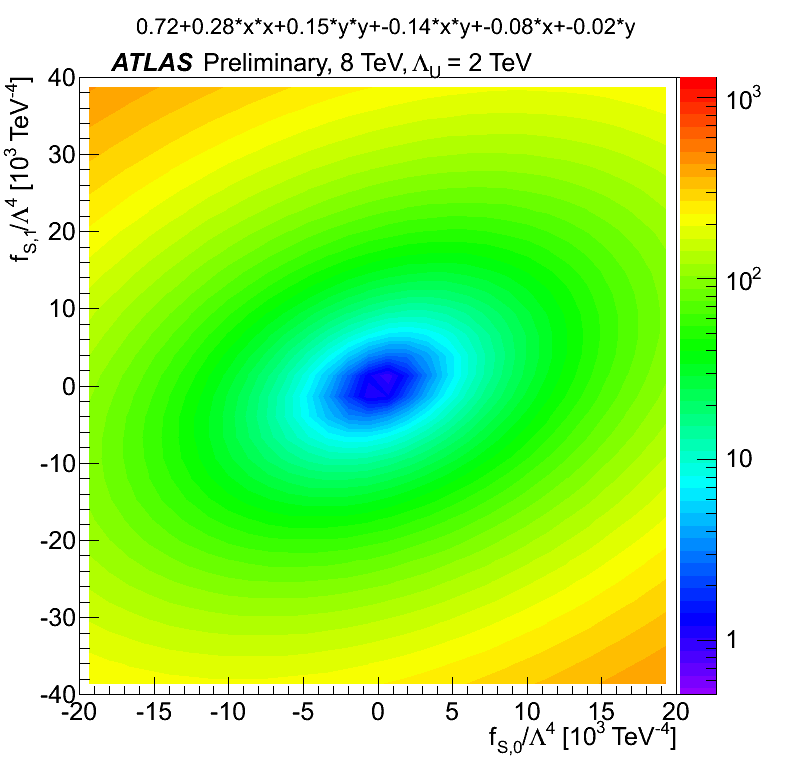 0.72+0.28*x*x+0.15*y*y+-0.14*x*y+-0.08*x+-0.02*y
ATLAS Preliminary, 8 TeV, Λ_U = 2 TeV
f_S,1/Λ^4 [10^3 TeV^-4]
40
30
20
10
0
-10
-20
-30
-40
-20 -15 -10 -5 0 5 10 15 20
f_S,0/Λ^4 [10^3 TeV^-4]
10^3
10^2
10
1